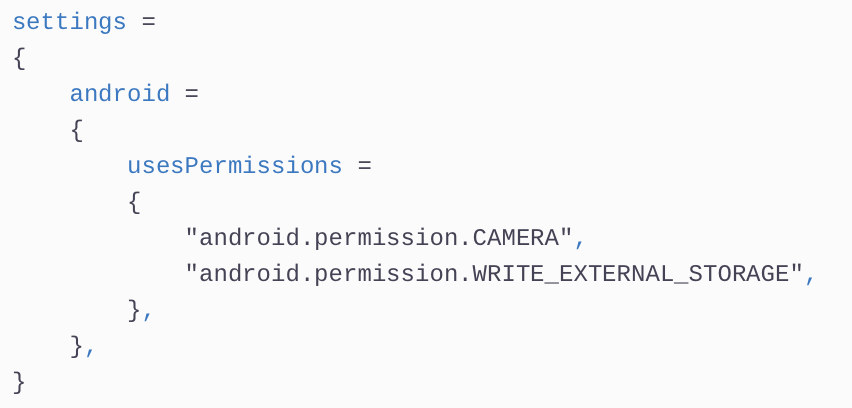 settings =
{
    android =
    {
        usesPermissions =
        {
            "android.permission.CAMERA",
            "android.permission.WRITE_EXTERNAL_STORAGE",
        },
    },
}